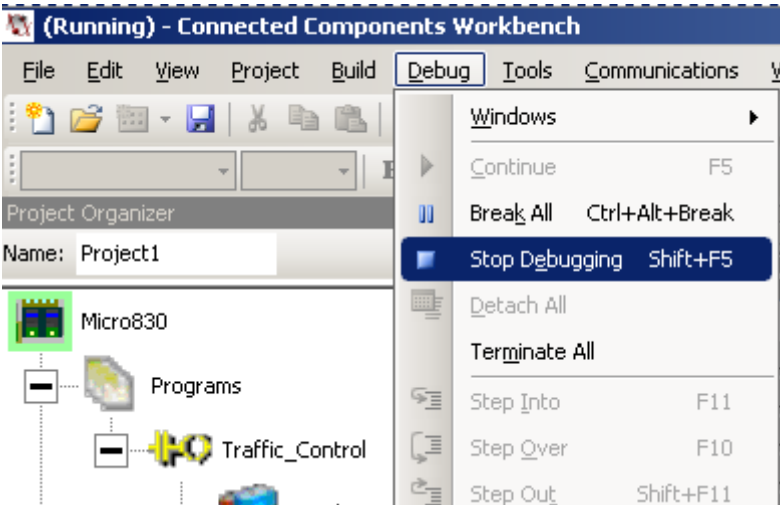 (Running) - Connected Components Workbench
File Edit View Project Build Debug Tools Communications
Windows
Continue F5
Project Organizer
Break All Ctrl+Alt+Break
Name: Project1
Stop Debugging Shift+F5
Detach All
Micro830
Terminate All
Programs
Step Into F11
Traffic_Control
Step Over F10
Step Out Shift+F11